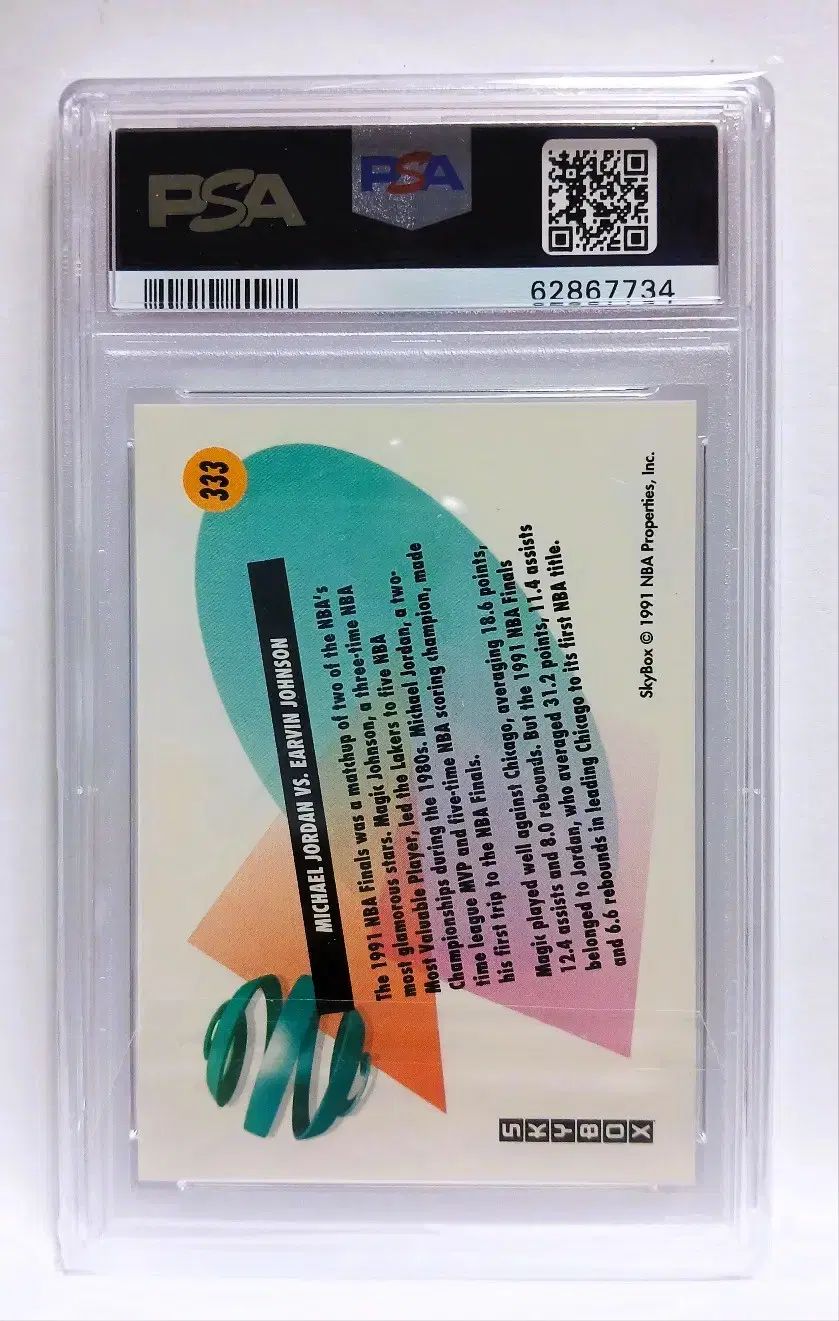 PSA
PSA
62867734
333
MICHAEL JORDAN VS. EARVIN JOHNSON
The 1991 NBA Finals was a matchup of two of the NBA's
most glamorous stars. Magic Johnson, a three-time NBA
Most Valuable Player, led the Lakers to five NBA
Championships during the 1980s. Michael Jordan, a two-
time league MVP and five-time NBA scoring champion, made
his first trip to the NBA Finals.
Magic played well against Chicago, averaging 18.6 points,
12.4 assists and 8.0 rebounds. But the 1991 NBA Finals
belonged to Jordan, who averaged 31.2 points, 11.4 assists
and 6.6 rebounds in leading Chicago to its first NBA title.
SkyBox © 1991 NBA Properties, Inc.
SKYBOX